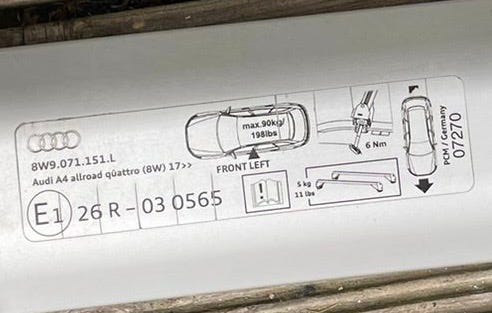 8W9.071.151.L
Audi A4 allroad quattro (8W) 17>>
E1 26 R - 03 0565
max.90kg/
198lbs
FRONT LEFT
6 Nm
5 kg
11 lbs
PCM / Germany
07270